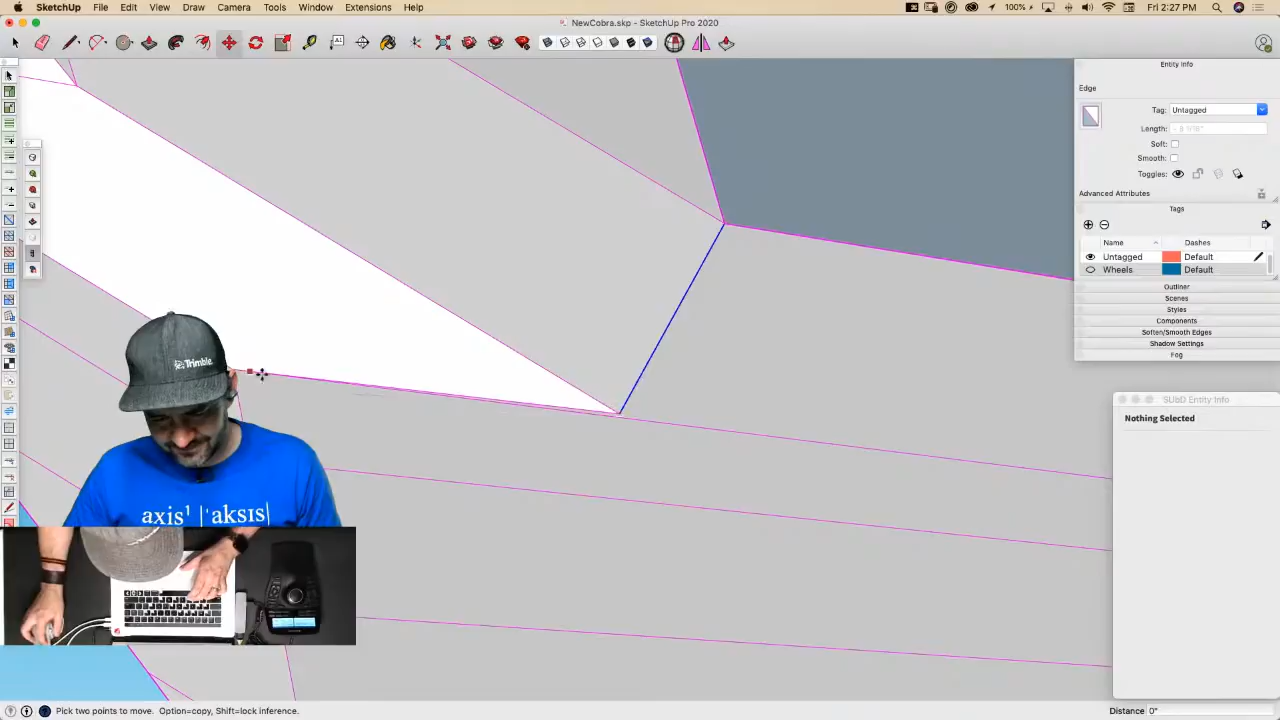 SketchUp File Edit View Draw Camera Tools Window Extensions Help 100% Fri 2:27 PM
NewCobra.skp - SketchUp Pro 2020
Entity Info
Edge
Tag: Untagged
Length: ~ 8 1/16"
Soft:
Smooth:
Toggles:
Advanced Attributes
Tags
Name Dashes
Untagged Default
Wheels Default
Outliner
Scenes
Styles
Components
Soften/Smooth Edges
Shadow Settings
Fog
SUbD Entity Info
Nothing Selected
Trimble.
axis¹ |ˈaksɪs|
Pick two points to move. Option=copy, Shift=lock inference. Distance 0"